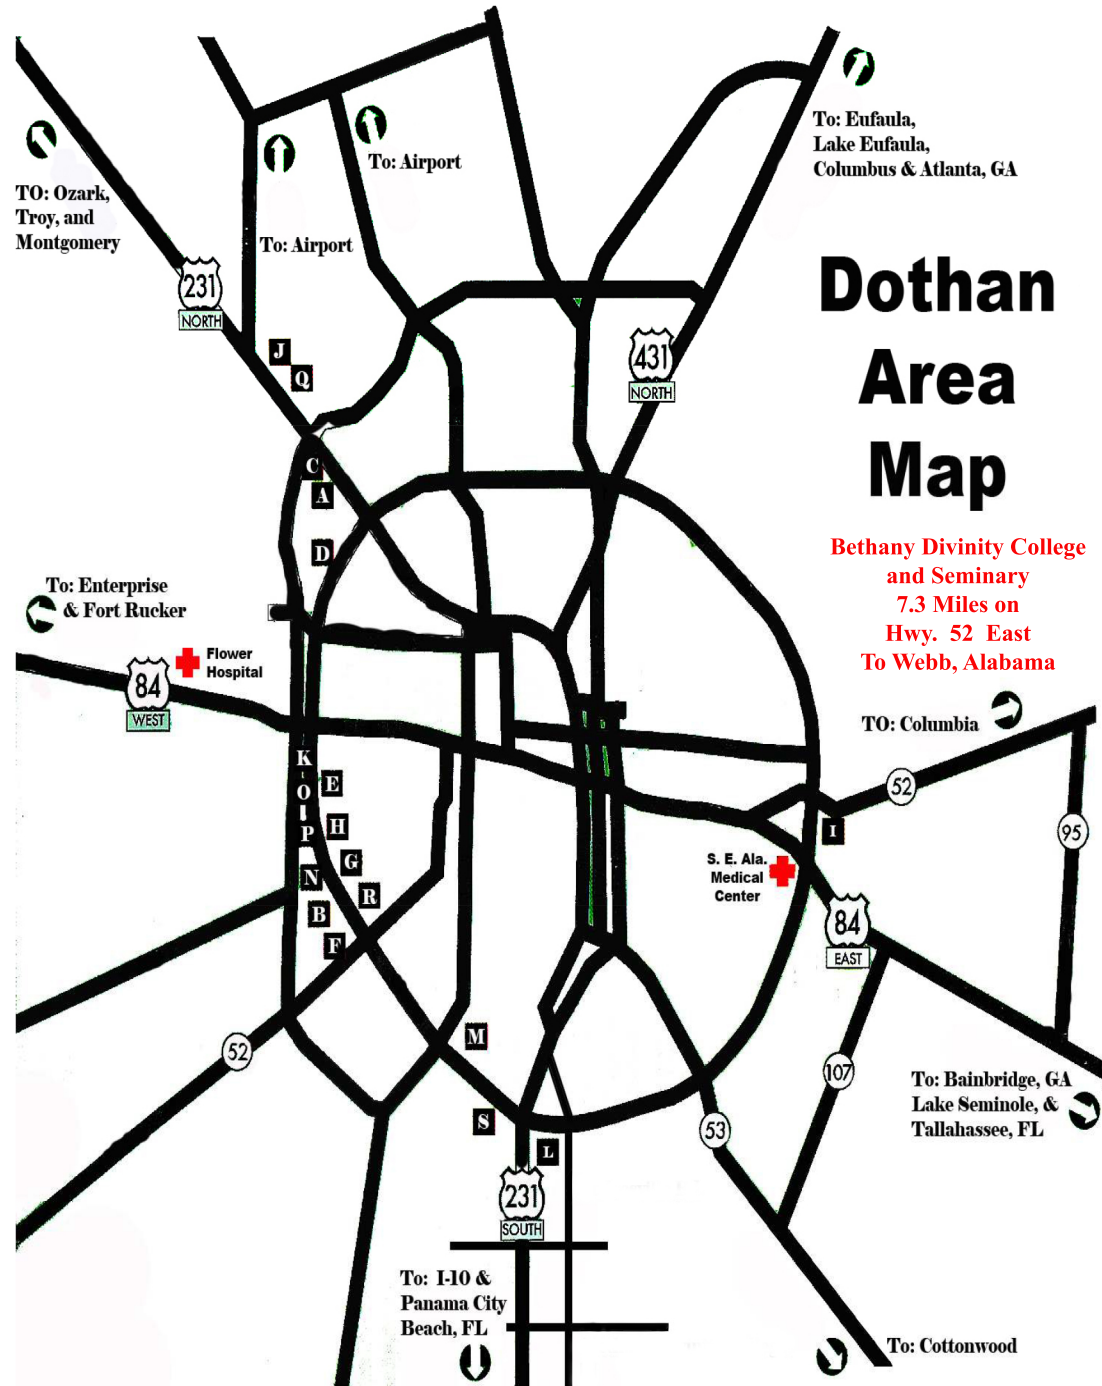 To: Eufaula,
Lake Eufaula,
Columbus & Atlanta, GA
To: Airport
To: Airport
TO: Ozark,
Troy, and
Montgomery
231
NORTH
Dothan
Area
Map
431
NORTH
J
Q
C
A
D
Bethany Divinity College
and Seminary
7.3 Miles on
Hwy. 52 East
To Webb, Alabama
To: Enterprise
& Fort Rucker
Flower
Hospital
84
WEST
TO: Columbia
52
95
K
E
O
H
P
I
G
N
R
B
F
S. E. Ala.
Medical
Center
84
EAST
M
52
107
To: Bainbridge, GA
Lake Seminole, &
Tallahassee, FL
S
53
L
231
SOUTH
To: I-10 &
Panama City
Beach, FL
To: Cottonwood